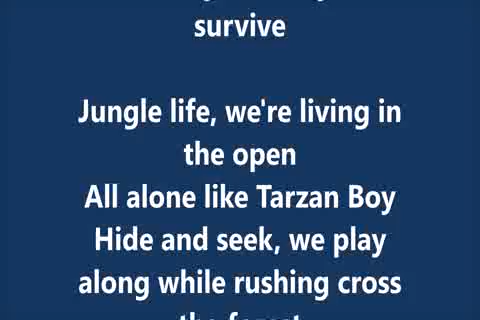 survive
Jungle life, we're living in
the open
All alone like Tarzan Boy
Hide and seek, we play
along while rushing cross
the forest